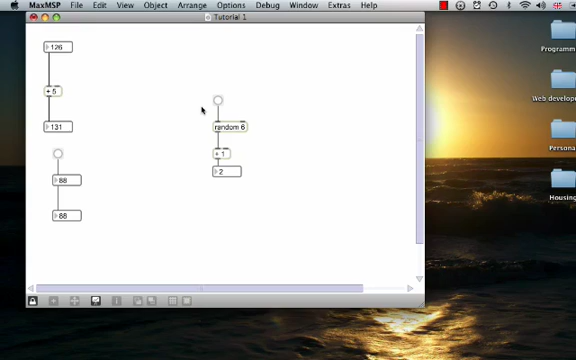 MaxMSP File Edit View Object Arrange Options Debug Window Extras Help
Tutorial 1
126
+ 5
131
88
88
random 6
+ 1
2
Programm
Web develop
Persona
Housing